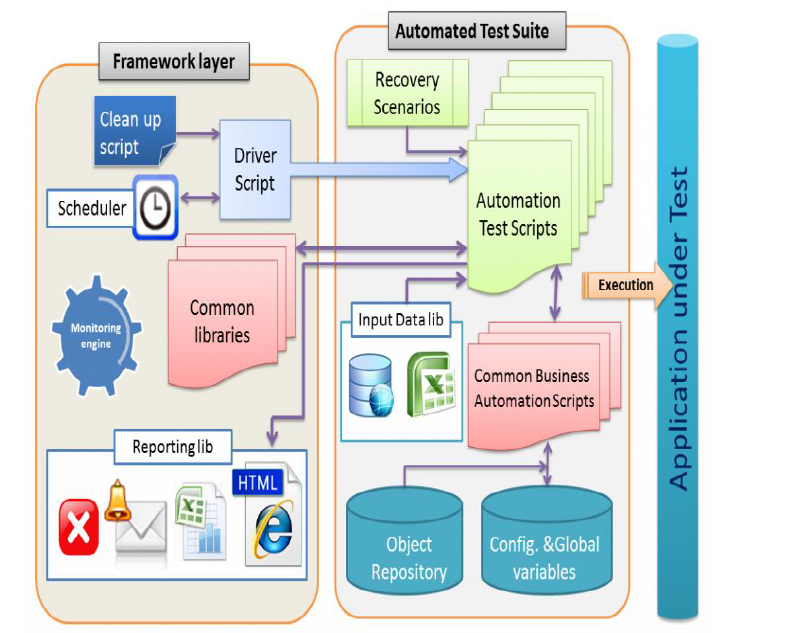 Automated Test Suite
Framework layer
Clean up
script
Driver
Script
Scheduler
Common
libraries
Monitoring
engine
Reporting lib
HTML
Recovery
Scenarios
Automation
Test Scripts
Input Data lib
Common Business
Automation Scripts
Object
Repository
Config. &Global
variables
Execution
Application under Test